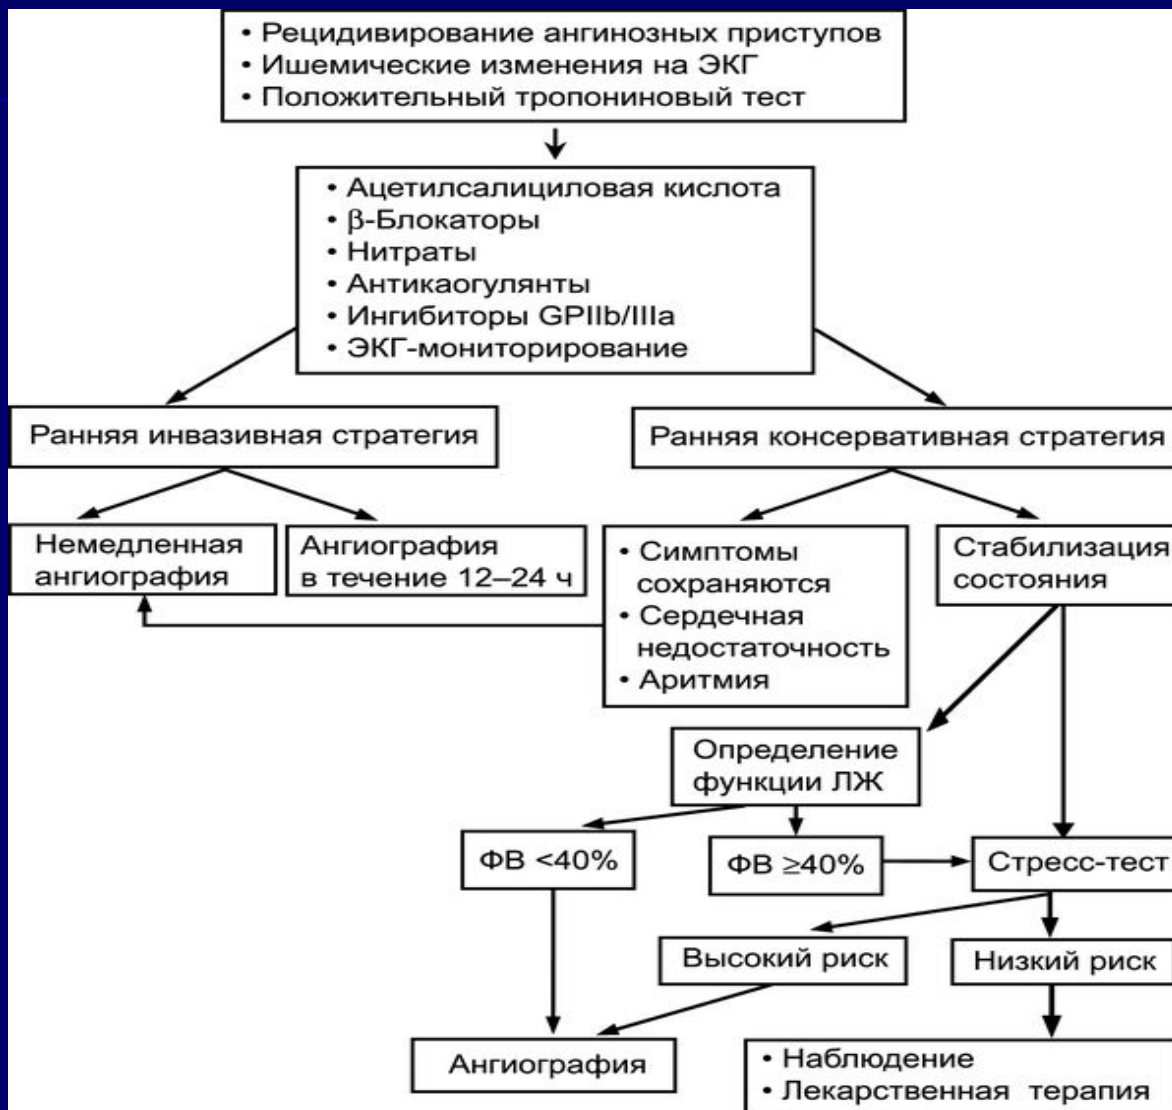 • Рецидивирование ангинозных приступов
• Ишемические изменения на ЭКГ
• Положительный тропониновый тест
• Ацетилсалициловая кислота
• β-Блокаторы
• Нитраты
• Антикаогулянты
• Ингибиторы GPIIb/IIIa
• ЭКГ-мониторирование
Ранняя инвазивная стратегия
Ранняя консервативная стратегия
Немедленная
ангиография
Ангиография
в течение 12–24 ч
• Симптомы
сохраняются
• Сердечная
недостаточность
• Аритмия
Стабилизация
состояния
Определение
функции ЛЖ
ФВ <40%
ФВ ≥40%
Стресс-тест
Высокий риск
Низкий риск
Ангиография
• Наблюдение
• Лекарственная терапия